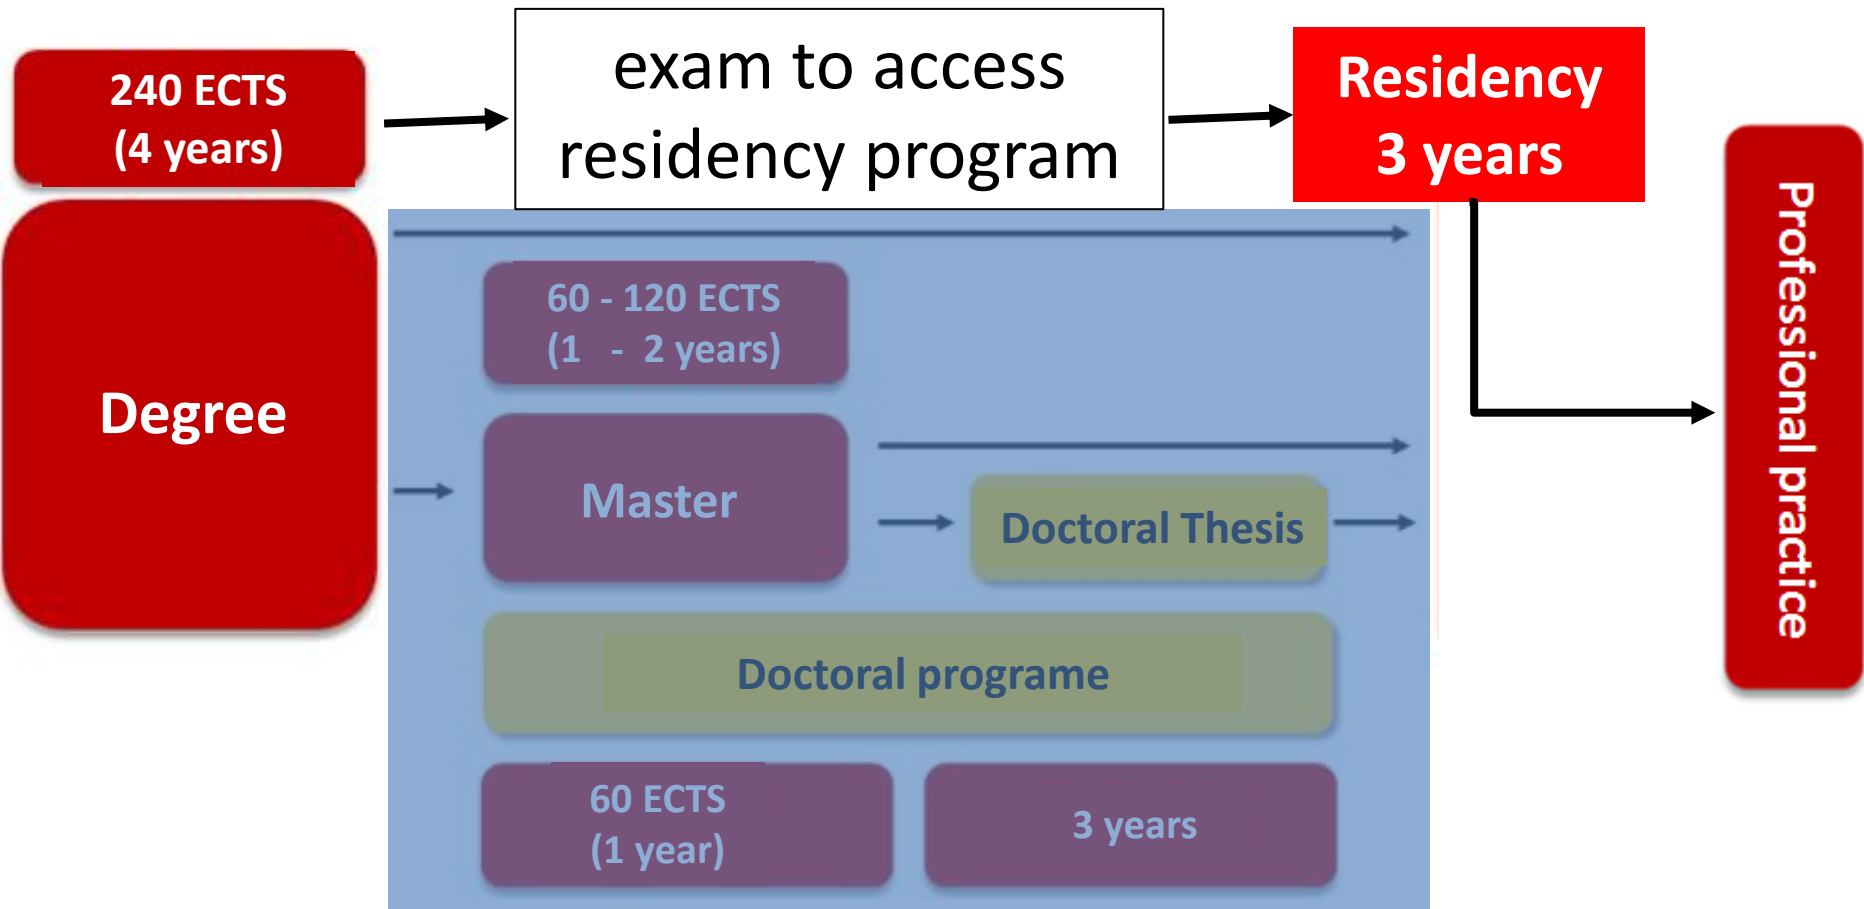 240 ECTS
(4 years)
exam to access
residency program
Residency
3 years
Degree
60 - 120 ECTS
(1 - 2 years)
Master
Doctoral Thesis
Doctoral programe
60 ECTS
(1 year)
3 years
Professional practice